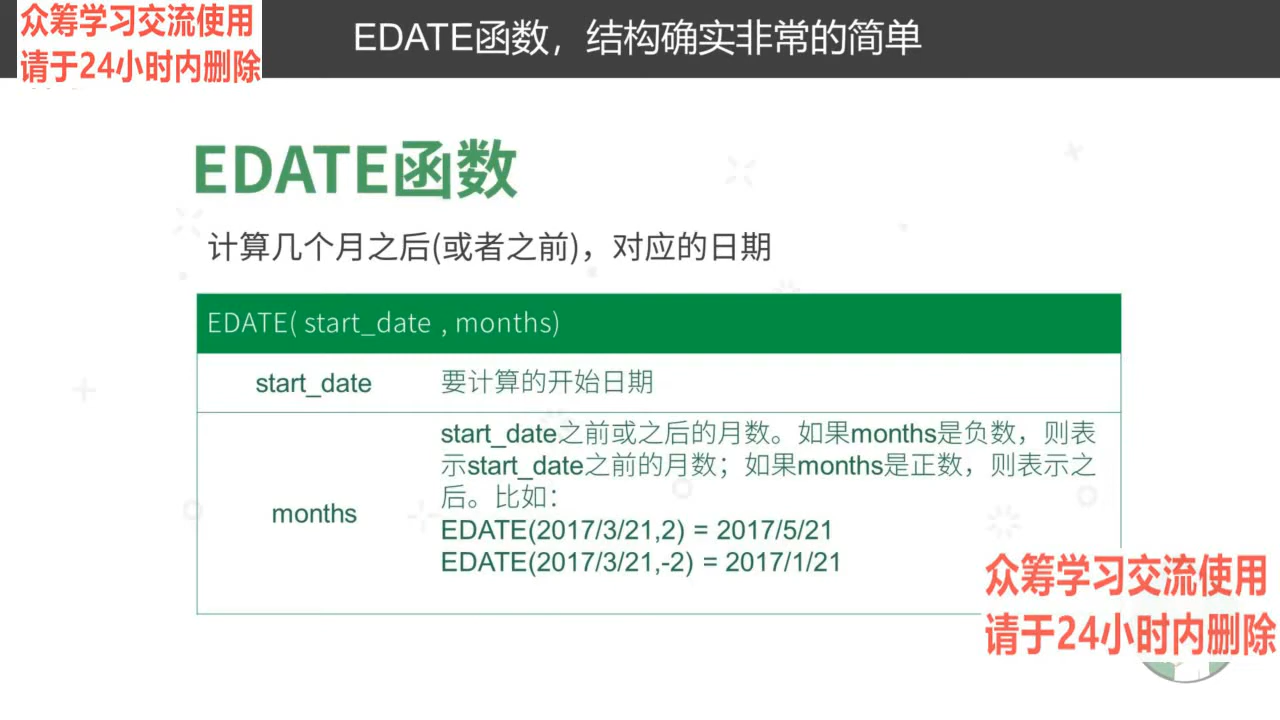 众筹学习交流使用
请于24小时内删除
EDATE函数，结构确实非常的简单
EDATE函数
计算几个月之后(或者之前)，对应的日期
EDATE( start_date , months)
start_date
要计算的开始日期
months
start_date之前或之后的月数。如果months是负数，则表
示start_date之前的月数；如果months是正数，则表示之
后。比如：
EDATE(2017/3/21,2) = 2017/5/21
EDATE(2017/3/21,-2) = 2017/1/21
众筹学习交流使用
请于24小时内删除